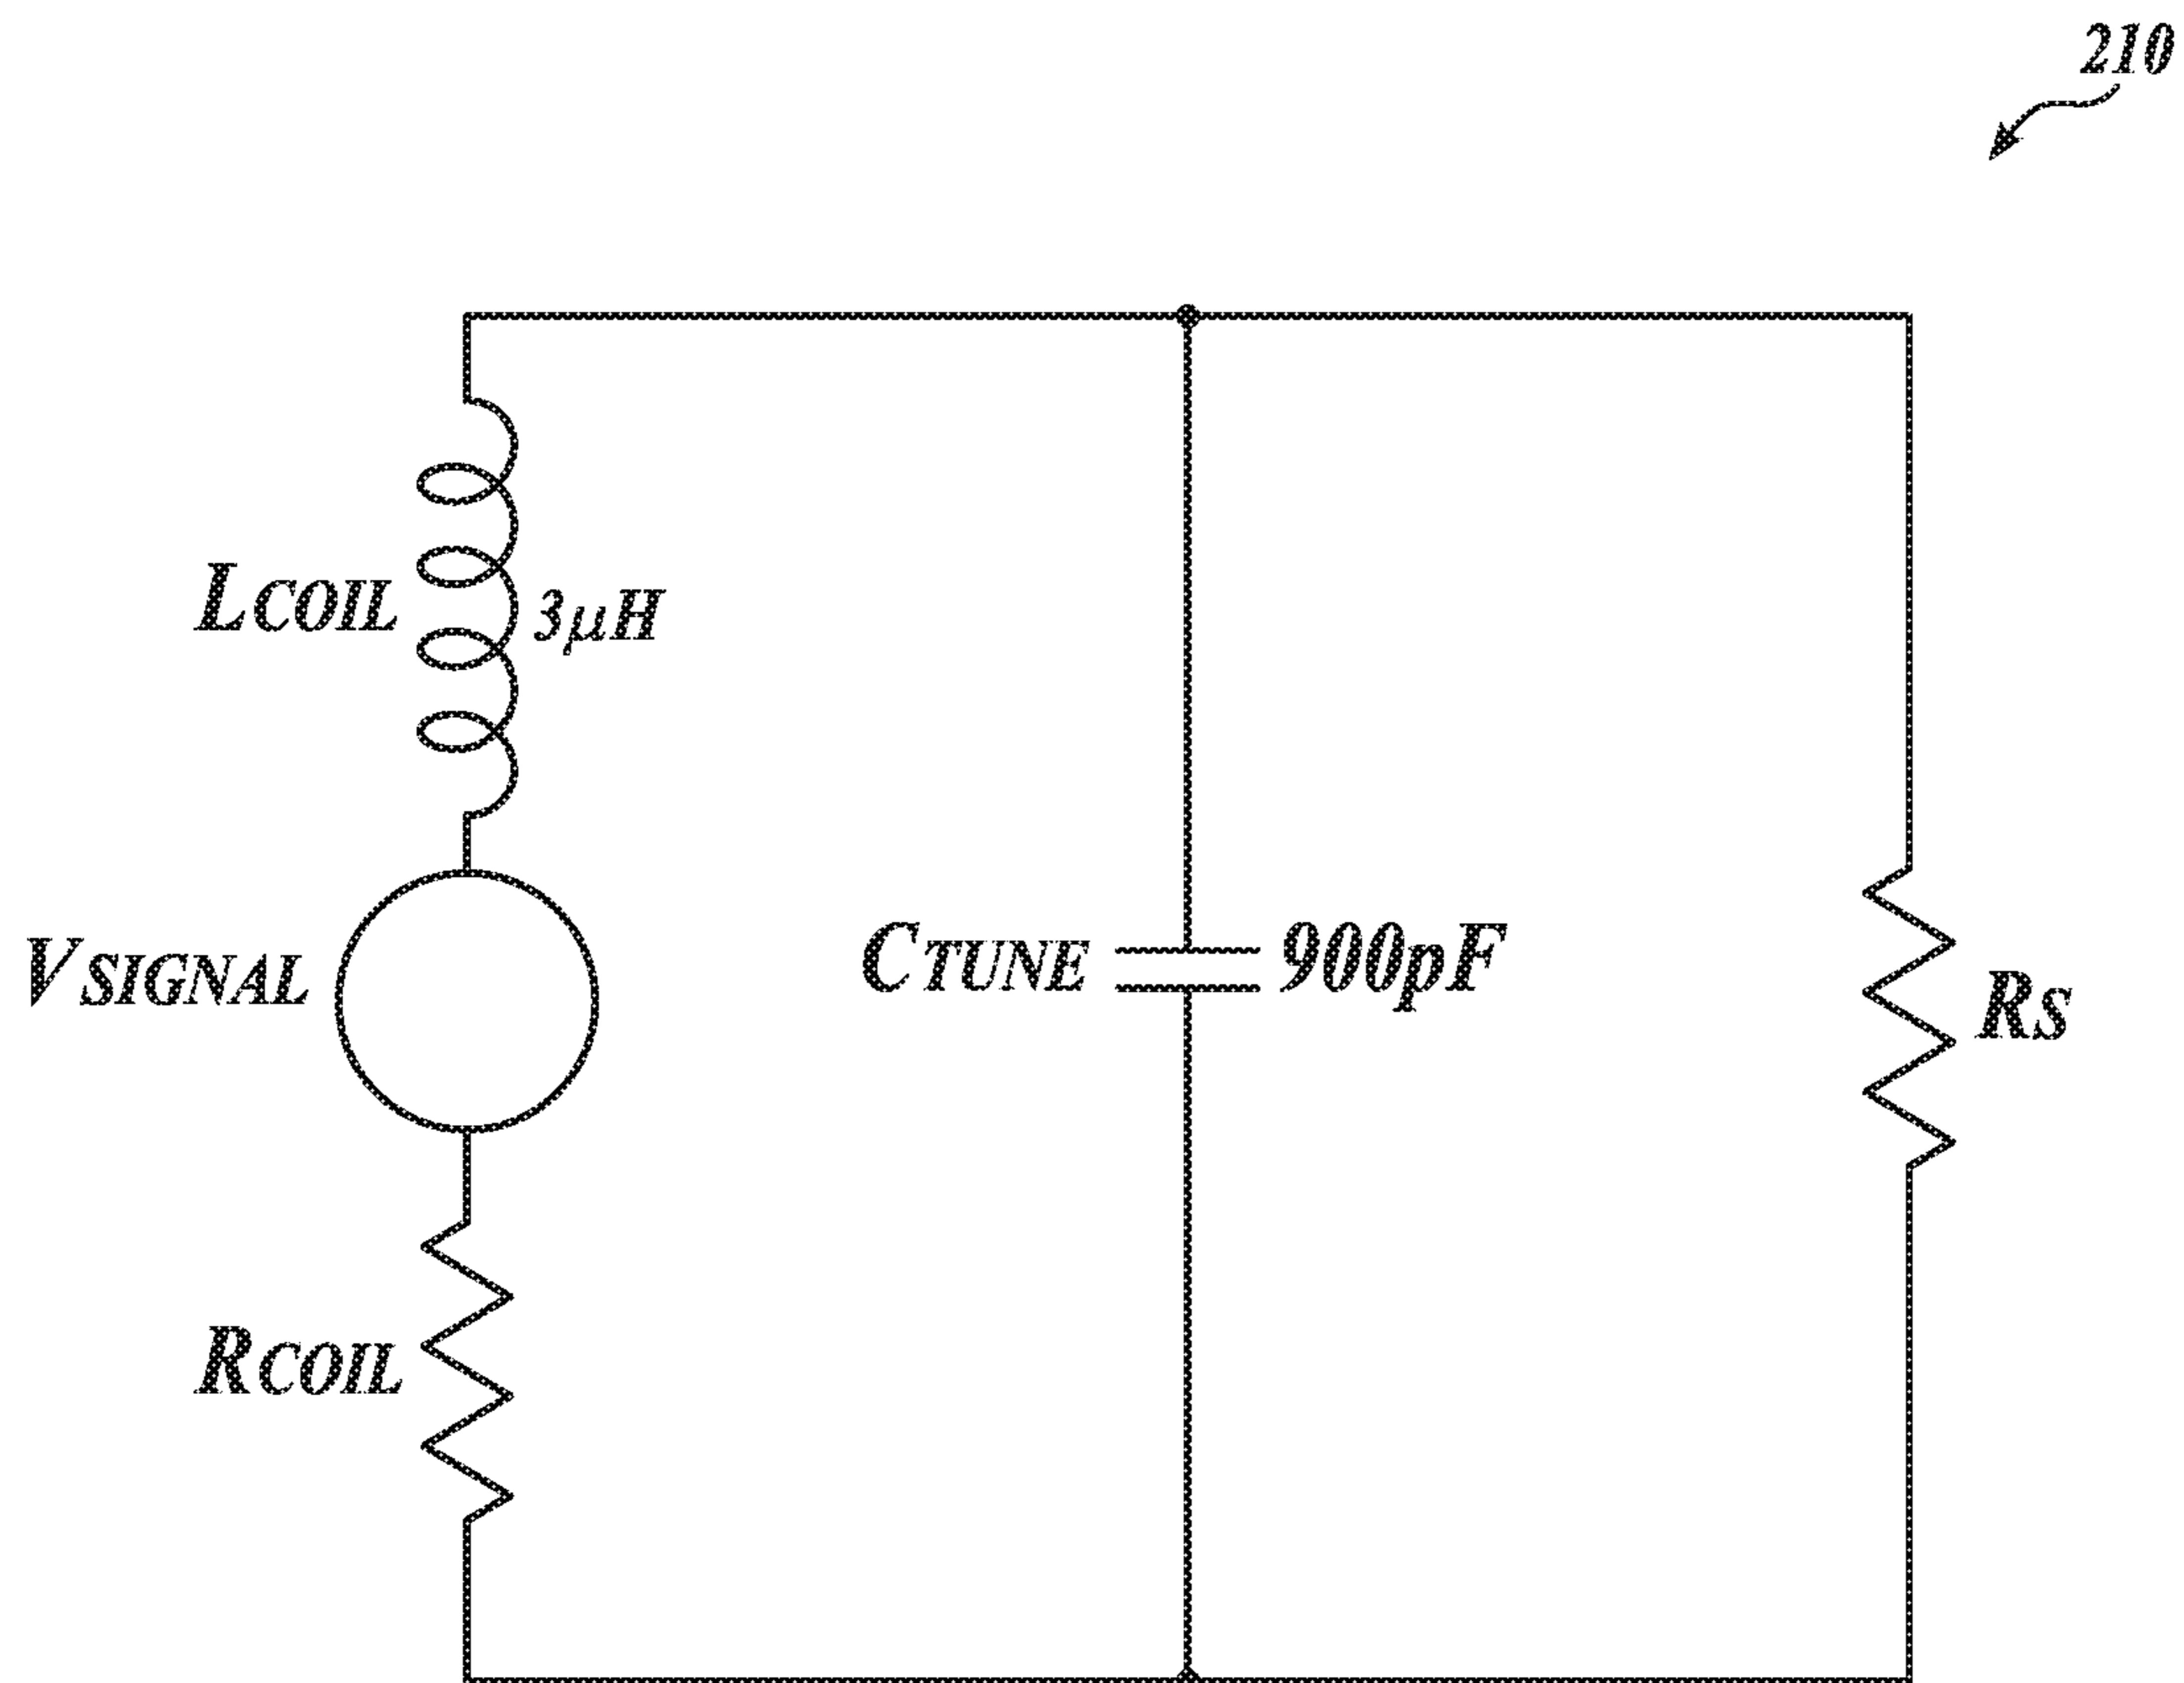 210
LCOIL
3μH
VSIGNAL
CTUNE
900pF
RS
RCOIL